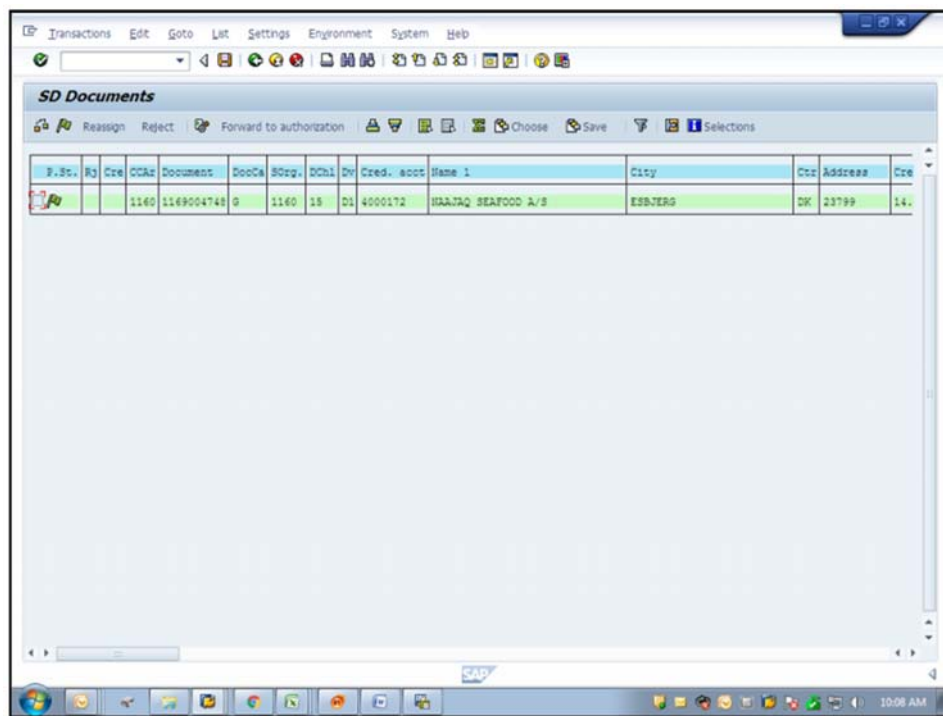 Transactions Edit Goto List Settings Environment System Help
SD Documents
Reassign Reject Forward to authorization Choose Save Selections
P.St. Rj Cre CCAr Document DocCa SOrg. DChl Dv Cred. acct Name 1 City Ctr Address Cre
1160 1169004748 G 1160 15 D1 4000172 NAAJAQ SEAFOOD A/S ESBJERG DK 23799 14.
SAP
10:08 AM